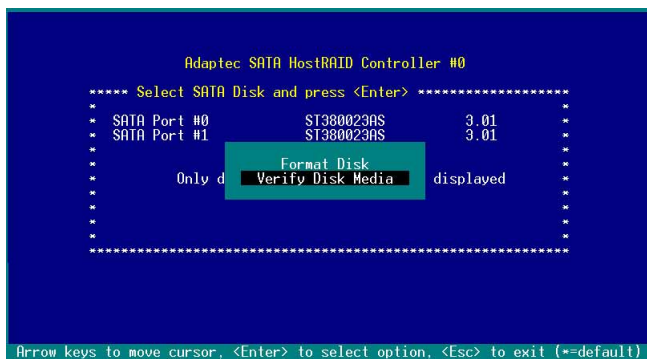 Adaptec SATA HostRAID Controller #0
***** Select SATA Disk and press <Enter> *******************
* *
* SATA Port #0 ST380023AS 3.01 *
* SATA Port #1 ST380023AS 3.01 *
* *
* Format Disk *
* Only d Verify Disk Media displayed *
* *
* *
* *
* *
************************************************************
Arrow keys to move cursor, <Enter> to select option, <Esc> to exit (*=default)